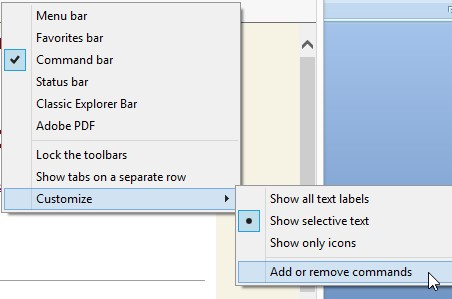 Menu bar
Favorites bar
Command bar
Status bar
Classic Explorer Bar
Adobe PDF
Lock the toolbars
Show tabs on a separate row
Customize
Show all text labels
Show selective text
Show only icons
Add or remove commands